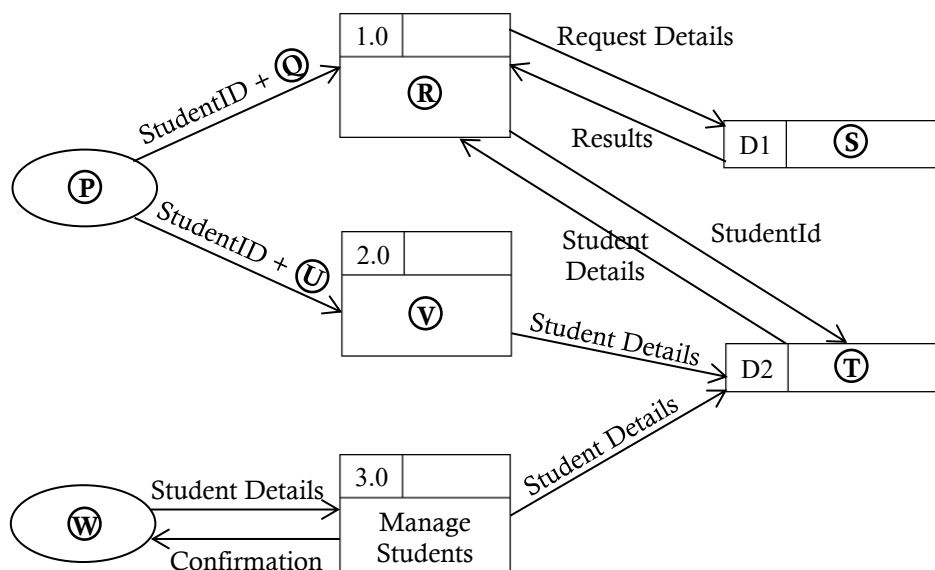 1.0
Request Details
StudentID + Ⓠ
Ⓡ
Results
D1
Ⓢ
Ⓟ
StudentID + Ⓤ
2.0
Student
Details
StudentId
Ⓥ
Student Details
D2
Ⓣ
Student Details
3.0
Student Details
Ⓦ
Manage
Students
Confirmation